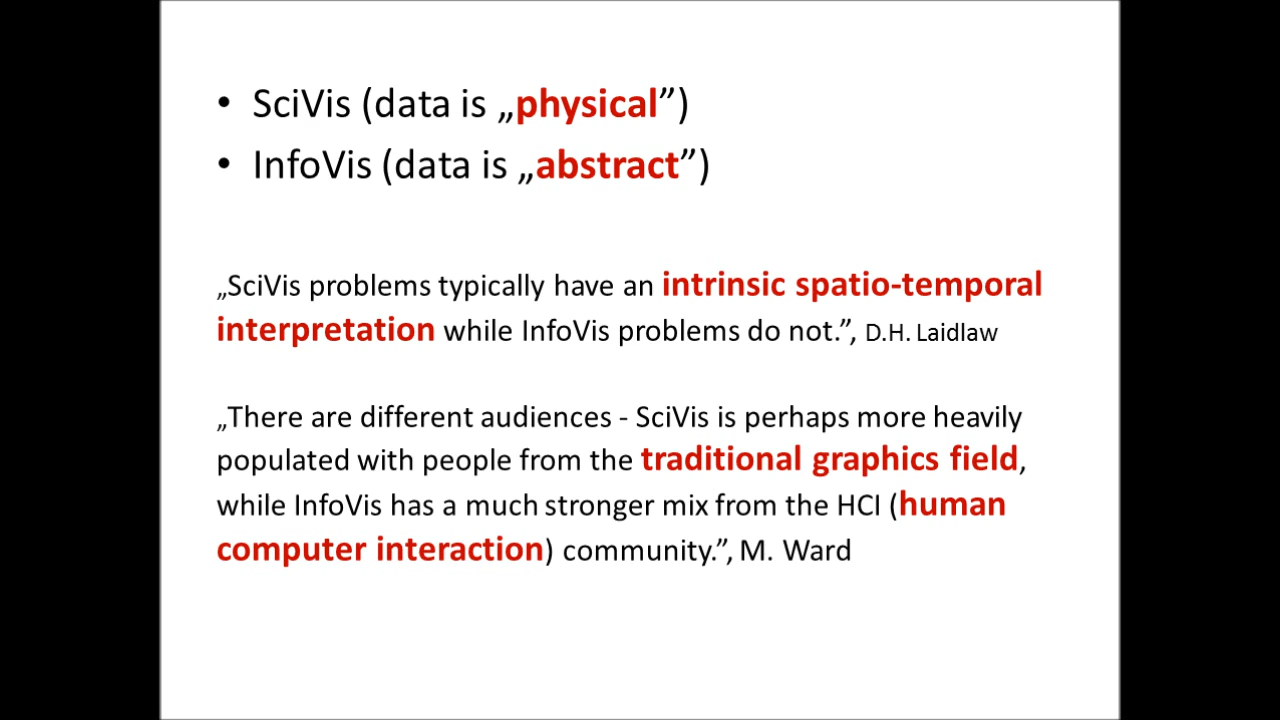 • SciVis (data is „physical”)
• InfoVis (data is „abstract”)
„SciVis problems typically have an intrinsic spatio-temporal
interpretation while InfoVis problems do not.”, D.H. Laidlaw
„There are different audiences - SciVis is perhaps more heavily
populated with people from the traditional graphics field,
while InfoVis has a much stronger mix from the HCI (human
computer interaction) community.”, M. Ward